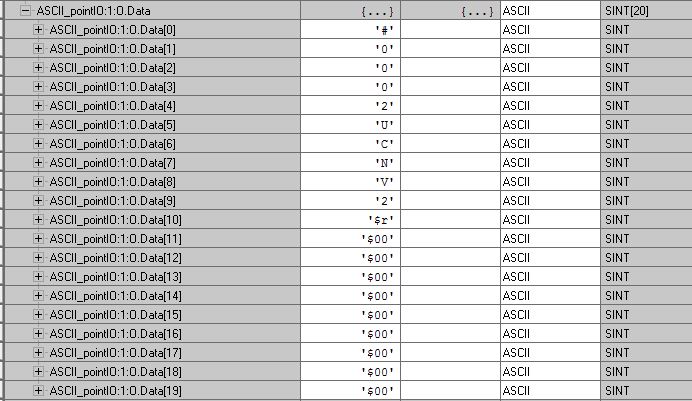 ASCII_pointIO:1:O.Data {...} {...} ASCII SINT[20]
ASCII_pointIO:1:O.Data[0] '#' ASCII SINT
ASCII_pointIO:1:O.Data[1] '0' ASCII SINT
ASCII_pointIO:1:O.Data[2] '0' ASCII SINT
ASCII_pointIO:1:O.Data[3] '0' ASCII SINT
ASCII_pointIO:1:O.Data[4] '2' ASCII SINT
ASCII_pointIO:1:O.Data[5] 'U' ASCII SINT
ASCII_pointIO:1:O.Data[6] 'C' ASCII SINT
ASCII_pointIO:1:O.Data[7] 'N' ASCII SINT
ASCII_pointIO:1:O.Data[8] 'V' ASCII SINT
ASCII_pointIO:1:O.Data[9] '2' ASCII SINT
ASCII_pointIO:1:O.Data[10] '$r' ASCII SINT
ASCII_pointIO:1:O.Data[11] '$00' ASCII SINT
ASCII_pointIO:1:O.Data[12] '$00' ASCII SINT
ASCII_pointIO:1:O.Data[13] '$00' ASCII SINT
ASCII_pointIO:1:O.Data[14] '$00' ASCII SINT
ASCII_pointIO:1:O.Data[15] '$00' ASCII SINT
ASCII_pointIO:1:O.Data[16] '$00' ASCII SINT
ASCII_pointIO:1:O.Data[17] '$00' ASCII SINT
ASCII_pointIO:1:O.Data[18] '$00' ASCII SINT
ASCII_pointIO:1:O.Data[19] '$00' ASCII SINT